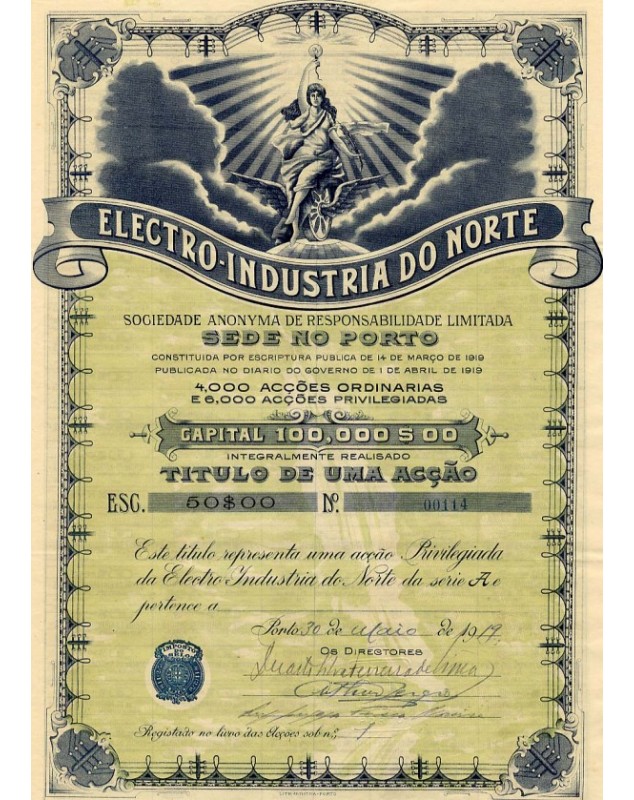 ELECTRO-INDUSTRIA DO NORTE
SOCIEDADE ANONYMA DE RESPONSABILIDADE LIMITADA
SEDE NO PORTO
CONSTITUIDA POR ESCRIPTURA PUBLICA DE 14 DE MARÇO DE 1919
PUBLICADA NO DIARIO DO GOVERNO DE 1 DE ABRIL DE 1919
4,000 ACÇÕES ORDINARIAS
E 6,000 ACÇÕES PRIVILEGIADAS
CAPITAL 100,000$00
INTEGRALMENTE REALISADO
TITULO DE UMA ACÇÃO
ESC. 50$00 Nº 00114
Este titulo representa uma acção Privilegiada
da Electro-Industria do Norte da serie A e
pertence a
Porto 30 de Maio de 1919
OS DIRECTORES
Registado no livro das Acções sob nº 1